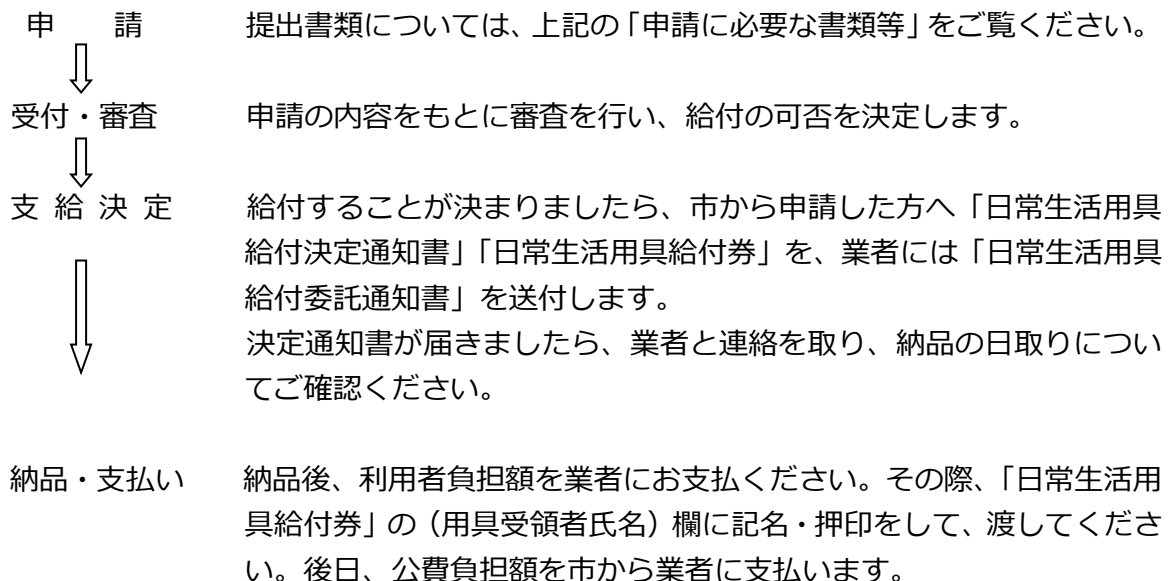 申　　請　　提出書類については、上記の「申請に必要な書類等」をご覧ください。
受付・審査　　申請の内容をもとに審査を行い、給付の可否を決定します。
支 給 決 定　　給付することが決まりましたら、市から申請した方へ「日常生活用具
給付決定通知書」「日常生活用具給付券」を、業者には「日常生活用具
給付委託通知書」を送付します。
決定通知書が届きましたら、業者と連絡を取り、納品の日取りについ
てご確認ください。
納品・支払い　　納品後、利用者負担額を業者にお支払ください。その際、「日常生活用
具給付券」の（用具受領者氏名）欄に記名・押印をして、渡してくださ
い。後日、公費負担額を市から業者に支払います。